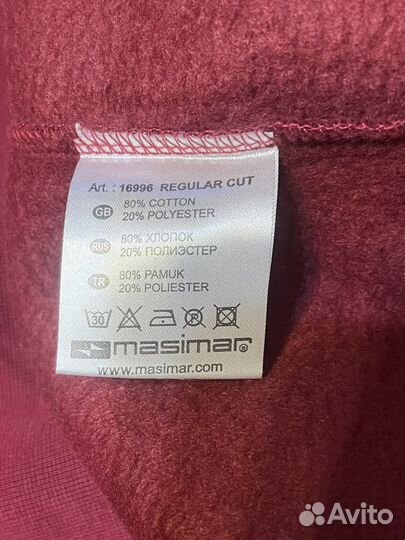 Art.: 16996 REGULAR CUT
GB 80% COTTON
20% POLYESTER
RUS 80% ХЛОПОК
20% ПОЛИЭСТЕР
TR 80% PAMUK
20% POLIESTER
30
masimar®
www.masimar.com
Avito